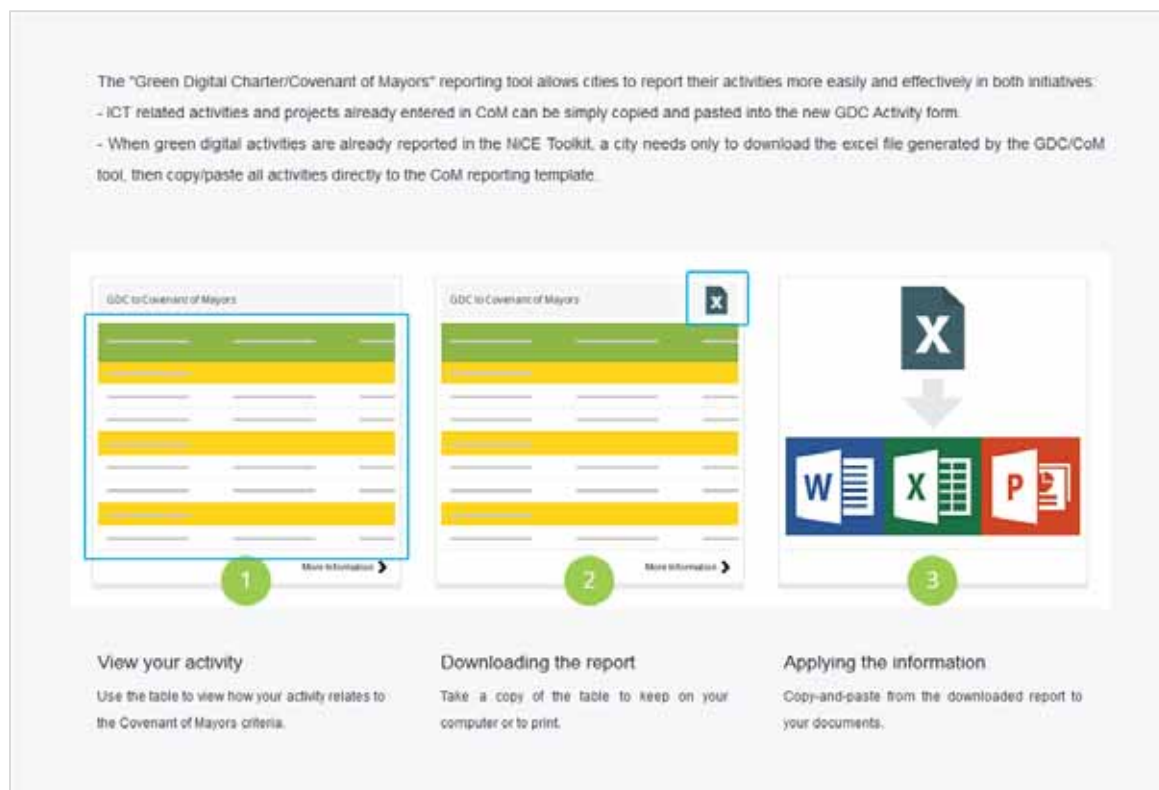 The "Green Digital Charter/Covenant of Mayors" reporting tool allows cities to report their activities more easily and effectively in both initiatives:
- ICT related activities and projects already entered in CoM can be simply copied and pasted into the new GDC Activity form.
- When green digital activities are already reported in the NiCE Toolkit, a city needs only to download the excel file generated by the GDC/CoM
tool, then copy/paste all activities directly to the CoM reporting template.
GDC to Covenant of Mayors
More Information
1
GDC to Covenant of Mayors
X
More Information
2
X
W X P
3
View your activity
Use the table to view how your activity relates to
the Covenant of Mayors criteria.
Downloading the report
Take a copy of the table to keep on your
computer or to print.
Applying the information
Copy-and-paste from the downloaded report to
your documents.